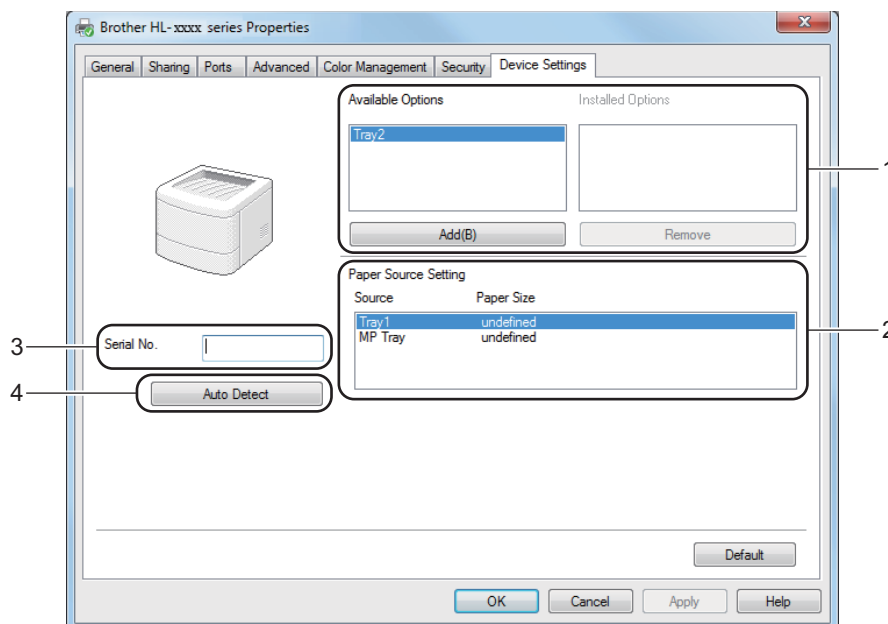 Brother HL-xxxx series Properties
General Sharing Ports Advanced Color Management Security Device Settings
Available Options Installed Options
Tray2
Add(B) Remove
1
Paper Source Setting
Source Paper Size
Tray1 undefined
MP Tray undefined
2
3 Serial No.
4 Auto Detect
Default
OK Cancel Apply Help